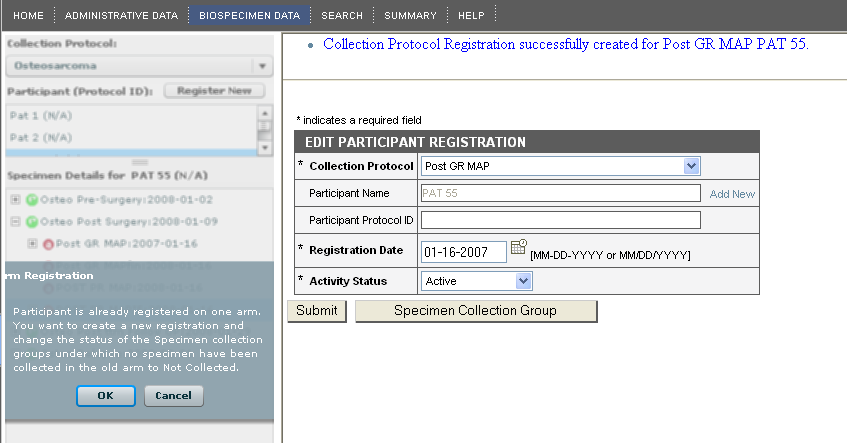 HOME ADMINISTRATIVE DATA BIOSPECIMEN DATA SEARCH SUMMARY HELP
Collection Protocol:
Osteosarcoma
Participant (Protocol ID): Register New
Pat 1 (N/A)
Pat 2 (N/A)
Specimen Details for PAT 55 (N/A)
Osteo Pre-Surgery:2008-01-02
Osteo Post Surgery:2008-01-09
Post GR MAP:2007-01-16
rm Registration
Participant is already registered on one arm.
You want to create a new registration and
change the status of the Specimen collection
groups under which no specimen have been
collected in the old arm to Not Collected.
OK Cancel
• Collection Protocol Registration successfully created for Post GR MAP PAT 55.
* indicates a required field
EDIT PARTICIPANT REGISTRATION
* Collection Protocol Post GR MAP
Participant Name PAT 55 Add New
Participant Protocol ID
* Registration Date 01-16-2007 [MM-DD-YYYY or MM/DD/YYYY]
* Activity Status Active
Submit Specimen Collection Group